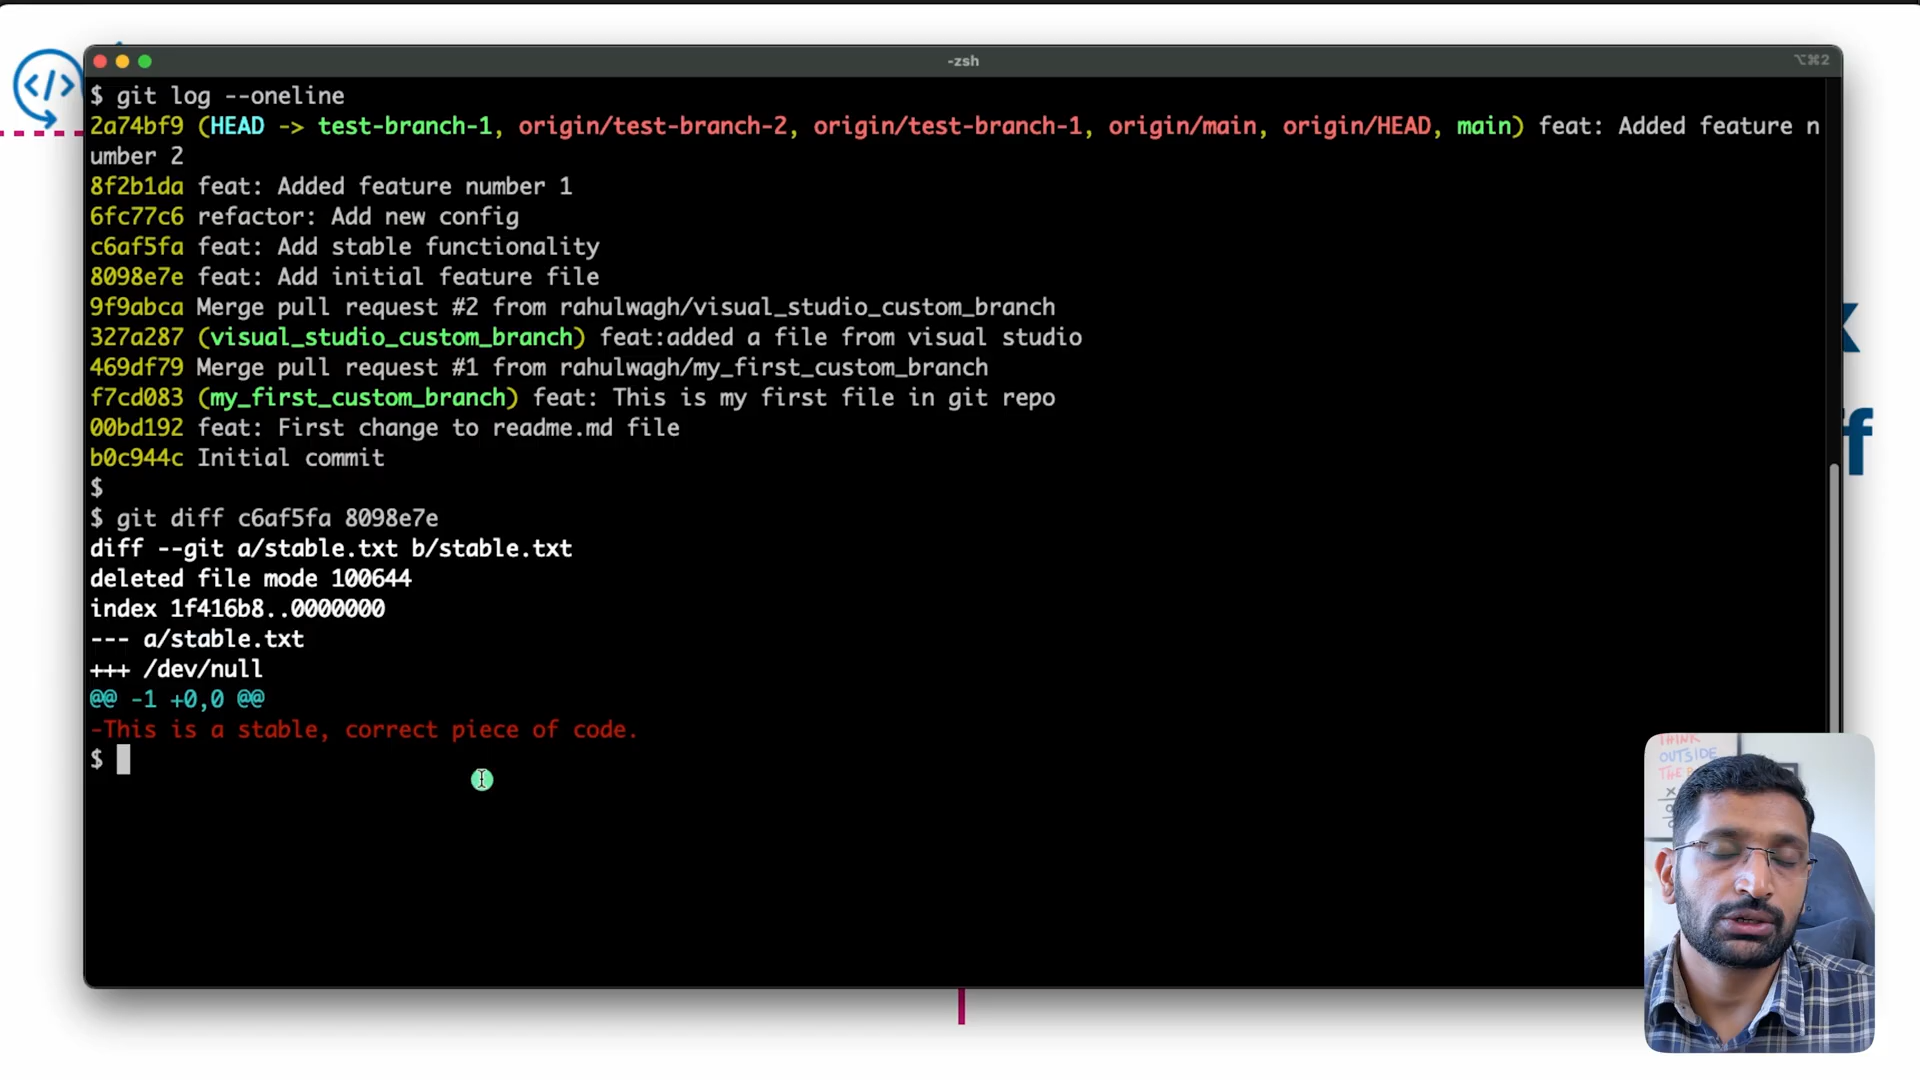 -zsh
⌥⌘2
$ git log --oneline
2a74bf9 (HEAD -> test-branch-1, origin/test-branch-2, origin/test-branch-1, origin/main, origin/HEAD, main) feat: Added feature n
umber 2
8f2b1da feat: Added feature number 1
6fc77c6 refactor: Add new config
c6af5fa feat: Add stable functionality
8098e7e feat: Add initial feature file
9f9abca Merge pull request #2 from rahulwagh/visual_studio_custom_branch
327a287 (visual_studio_custom_branch) feat:added a file from visual studio
469df79 Merge pull request #1 from rahulwagh/my_first_custom_branch
f7cd083 (my_first_custom_branch) feat: This is my first file in git repo
00bd192 feat: First change to readme.md file
b0c944c Initial commit
$
$ git diff c6af5fa 8098e7e
diff --git a/stable.txt b/stable.txt
deleted file mode 100644
index 1f416b8..0000000
--- a/stable.txt
+++ /dev/null
@@ -1 +0,0 @@
-This is a stable, correct piece of code.
$
THINK
OUTSIDE